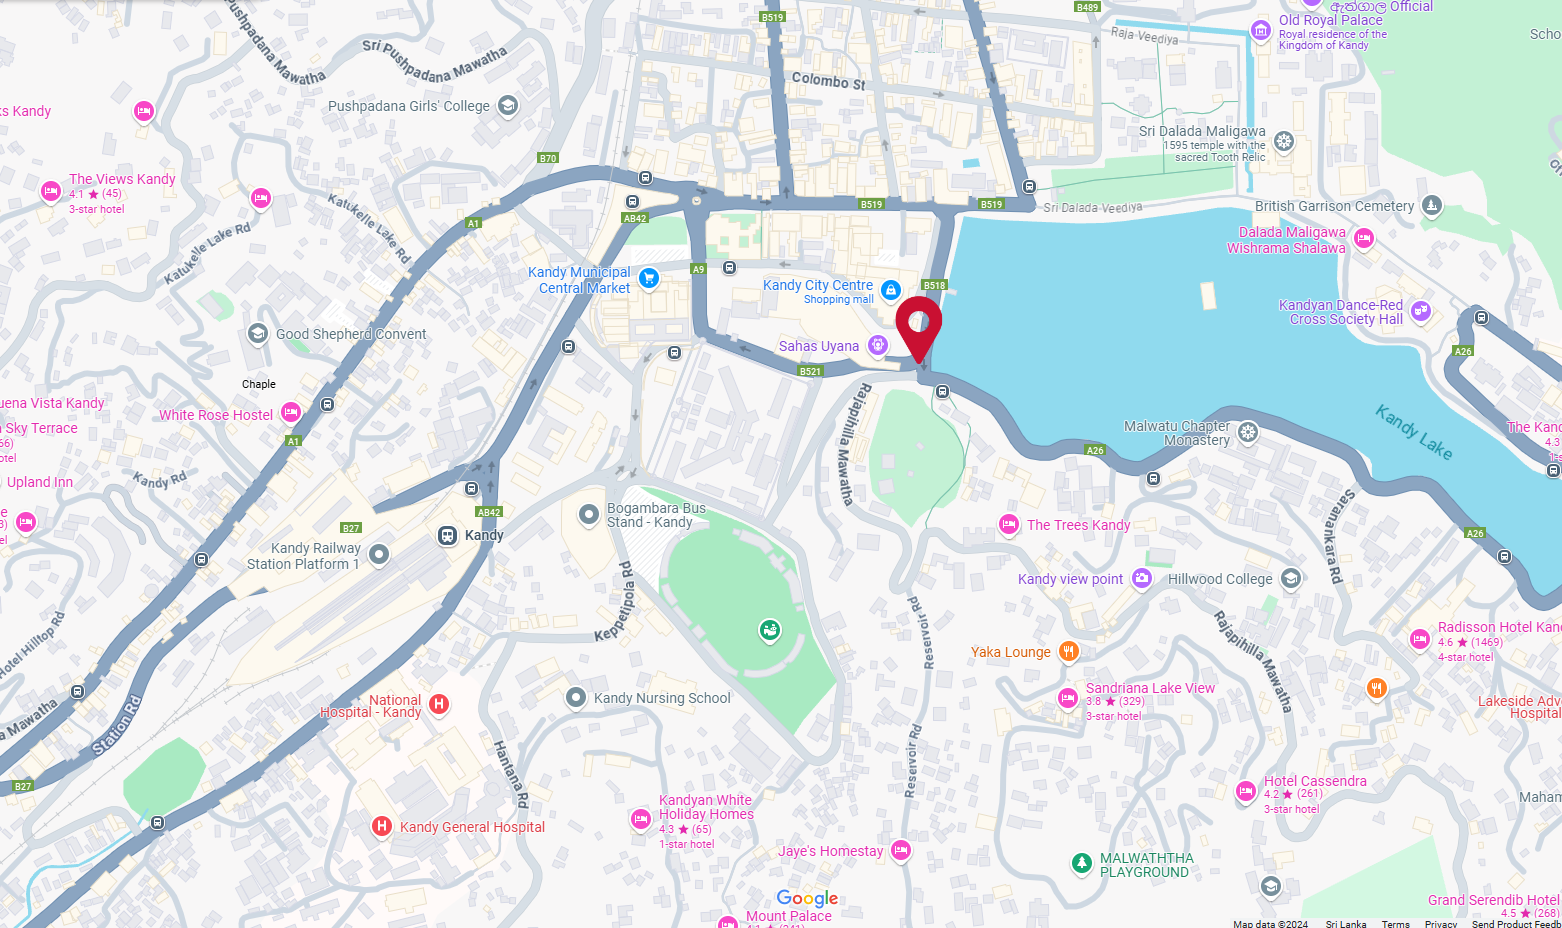 B519
B489
ඇත්ගාල Official
Old Royal Palace
Royal residence of the
Kingdom of Kandy
Scho
Pushpadana Mawatha
Sri Pushpadana Mawatha
Raja Veediya
Colombo St
ks Kandy
Pushpadana Girls' College
Sri Dalada Maligawa
1595 temple with the
sacred Tooth Relic
B70
The Views Kandy
4.1 ★ (45)
3-star hotel
Katukelle Lake Rd
Katukelle Lake Rd
A1
AB42
B519
B519
Sri Dalada Veediya
British Garrison Cemetery
Dalada Maligawa
Wishrama Shalawa
Kandy Municipal
Central Market
A9
Kandy City Centre
Shopping mall
B518
Kandyan Dance-Red
Cross Society Hall
Good Shepherd Convent
Sahas Uyana
A26
B521
Chaple
uena Vista Kandy
White Rose Hostel
Rajapihilla Mawatha
Kandy Lake
Sky Terrace
66)
otel
A1
Malwatu Chapter
Monastery
The Kand
4.3
1-s
A26
Kandy Rd
Upland Inn
Saranankara Rd
AB42
Bogambara Bus
Stand - Kandy
B27
Kandy
The Trees Kandy
A26
e
3)
el
Kandy Railway
Station Platform 1
Kandy view point
Hillwood College
Keppetipola Rd
Reservoir Rd
Rajapihilla Mawatha
Hotel Hilltop Rd
Radisson Hotel Kand
4.6 ★ (1469)
4-star hotel
Yaka Lounge
National
Hospital - Kandy
Kandy Nursing School
Sandriana Lake View
3.8 ★ (329)
3-star hotel
Lakeside Adve
Hospital
a Mawatha
Station Rd
Hantana Rd
Reservoir Rd
B27
Hotel Cassendra
4.2 ★ (261)
3-star hotel
Maham
Kandyan White
Holiday Homes
4.3 ★ (65)
1-star hotel
Kandy General Hospital
Jaye's Homestay
MALWATHTHA
PLAYGROUND
Google
Mount Palace
4.1 ★ (241)
Grand Serendib Hotel
4.5 ★ (268)
Map data ©2024 Sri Lanka Terms Privacy Send Product Feedb